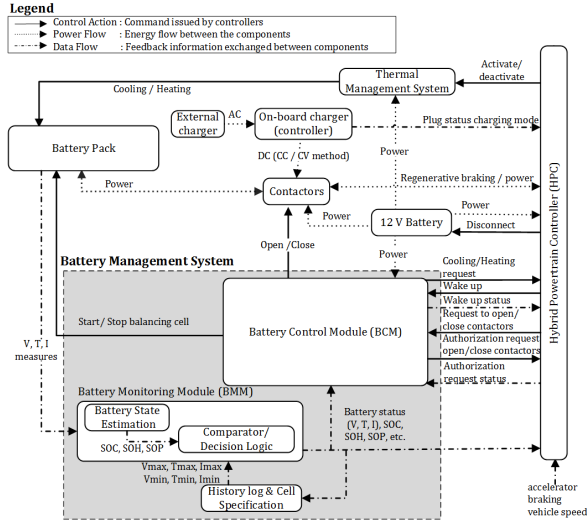 Legend
Control Action : Command issued by controllers
Power Flow : Energy flow between the components
Data Flow : Feedback information exchanged between components
Cooling / Heating
Thermal
Management System
Activate/
deactivate
External
charger
AC
On-board charger
(controller)
Plug status charging mode
Battery Pack
DC (CC / CV method)
Power
Power
Contactors
Regenerative braking / power
Power
12 V Battery
Power
Disconnect
Open /Close
Power
Hybrid Powertrain Controller (HPC)
Battery Management System
Cooling/Heating
request
Wake up
Wake up status
Request to open/
close contactors
Authorization request
open/close contactors
Authorization
request status
Battery Control Module (BCM)
Start/ Stop balancing cell
V, T, I
measures
Battery Monitoring Module (BMM)
Battery State
Estimation
SOC, SOH, SOP
Comparator/
Decision Logic
Battery status
(V, T, I), SOC,
SOH, SOP, etc.
Vmax, Tmax, Imax
Vmin, Tmin, Imin
History log & Cell
Specification
accelerator
braking
vehicle speed